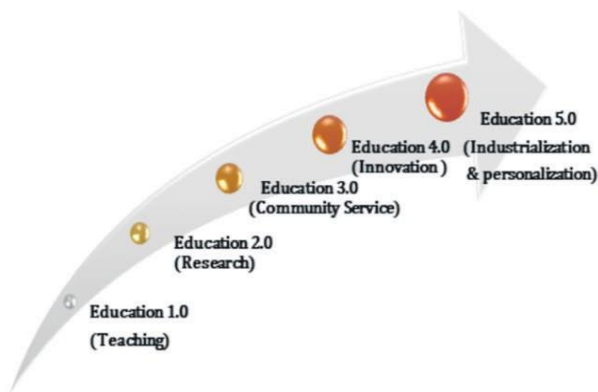 Education 5.0
(Industrialization
& personalization)
Education 4.0
(Innovation )
Education 3.0
(Community Service)
Education 2.0
(Research)
Education 1.0
(Teaching)